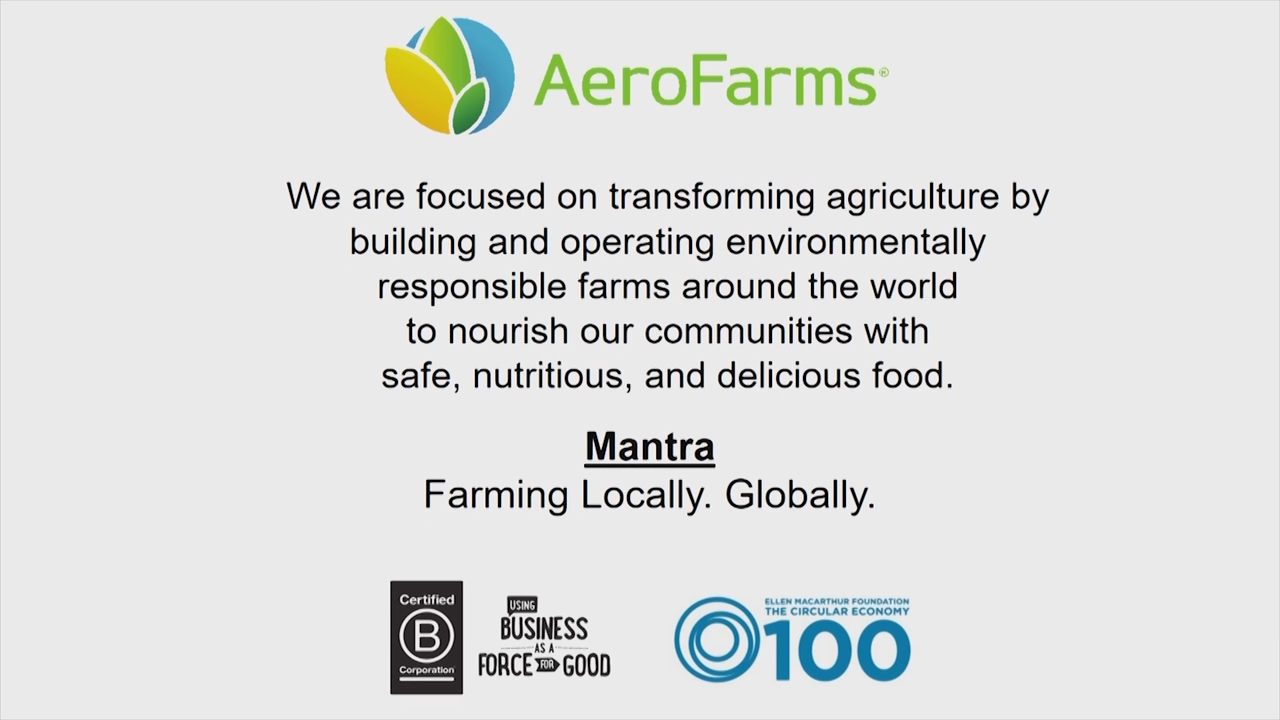 AeroFarms®
We are focused on transforming agriculture by
building and operating environmentally
responsible farms around the world
to nourish our communities with
safe, nutritious, and delicious food.
Mantra
Farming Locally. Globally.
Certified
B
Corporation
USING
BUSINESS
AS A
FORCE FOR GOOD
ELLEN MACARTHUR FOUNDATION
THE CIRCULAR ECONOMY
100